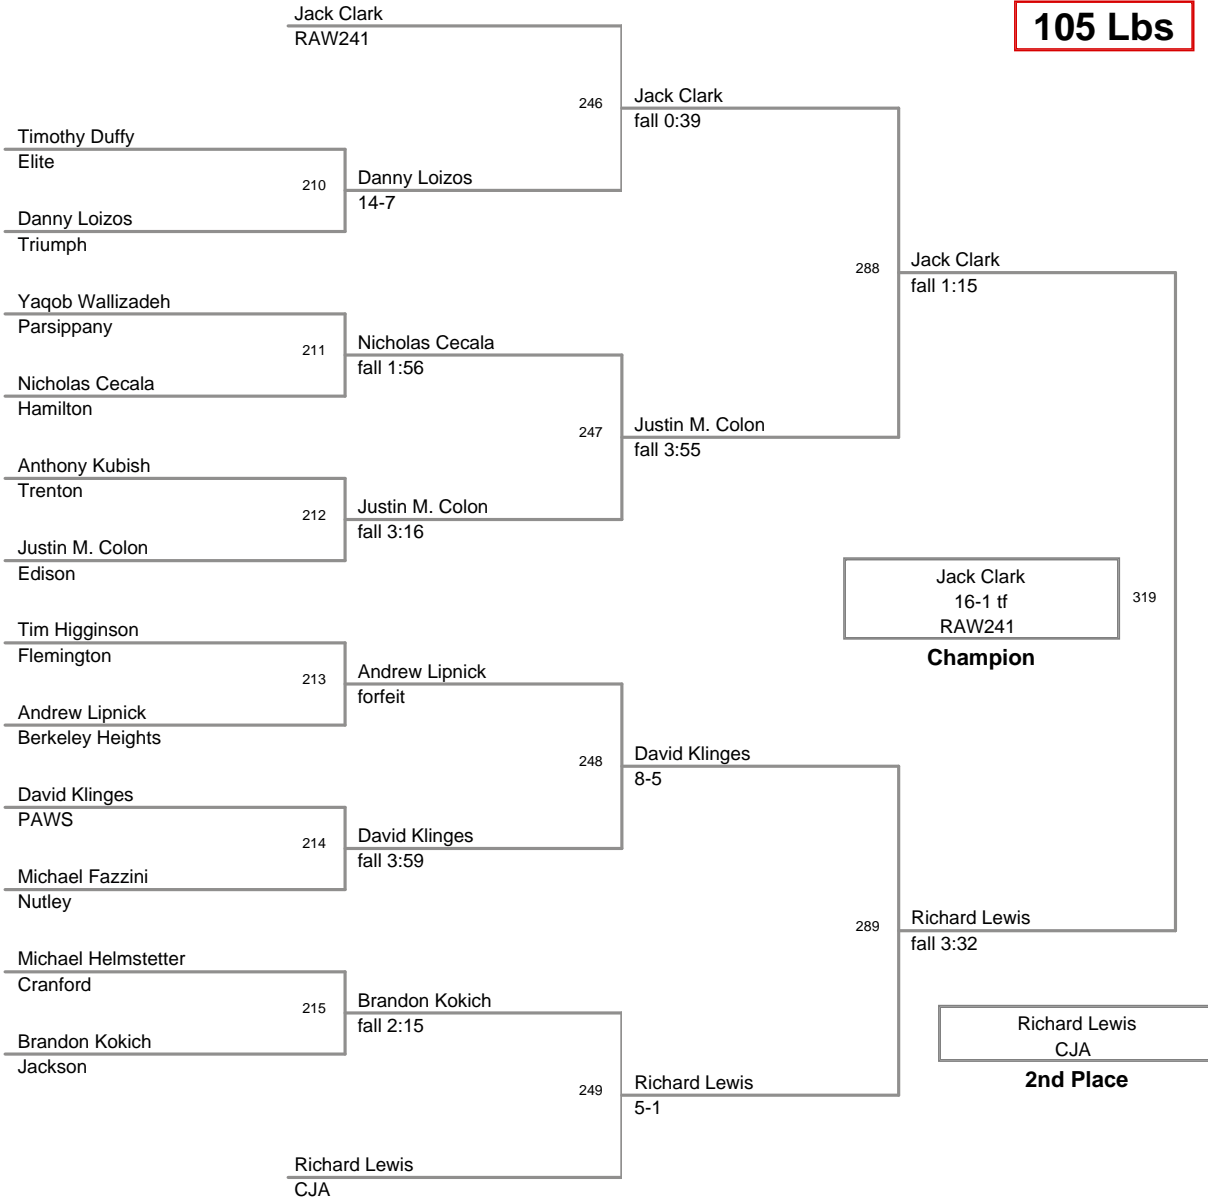 Jack Clark
RAW241
105 Lbs
246
Jack Clark
fall 0:39
Timothy Duffy
Elite
210
Danny Loizos
14-7
Danny Loizos
Triumph
288
Jack Clark
fall 1:15
Yaqob Wallizadeh
Parsippany
211
Nicholas Cecala
fall 1:56
Nicholas Cecala
Hamilton
247
Justin M. Colon
fall 3:55
Anthony Kubish
Trenton
212
Justin M. Colon
fall 3:16
Justin M. Colon
Edison
Jack Clark
16-1 tf
RAW241
319
Champion
Tim Higginson
Flemington
213
Andrew Lipnick
forfeit
Andrew Lipnick
Berkeley Heights
248
David Klinges
8-5
David Klinges
PAWS
214
David Klinges
fall 3:59
Michael Fazzini
Nutley
289
Richard Lewis
fall 3:32
Michael Helmstetter
Cranford
215
Brandon Kokich
fall 2:15
Brandon Kokich
Jackson
Richard Lewis
CJA
2nd Place
249
Richard Lewis
5-1
Richard Lewis
CJA